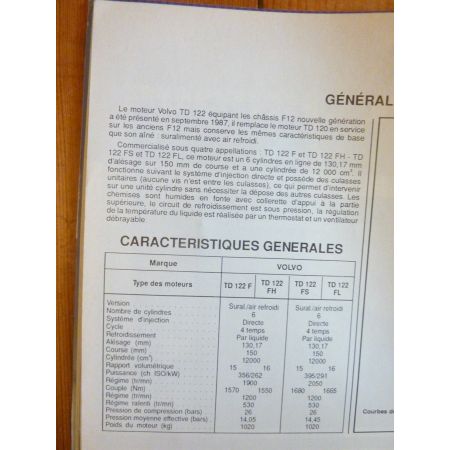 GÉNÉRAL
Le moteur Volvo TD 122 équipant les châssis F12 nouvelle génération
a été présenté en septembre 1987, il remplace le moteur TD 120 en service
sur les anciens F12 mais conserve les mêmes caractéristiques de base
que son aîné : suralimenté avec air refroidi.
Commercialisé sous quatre appellations : TD 122 F et TD 122 FH - TD
122 FS et TD 122 FL, ce moteur est un 6 cylindres en ligne de 130,17 mm
d'alésage sur 150 mm de course et a une cylindrée de 12 000 cm³. Il
fonctionne suivant le système d'injection directe et possède des culasses
unitaires (aucune vis n'est entre les culasses), ce qui permet d'intervenir
sur une unité cylindre sans nécessiter la dépose des autres culasses. Les
chemises sont humides en fonte avec collerette d'appui à la partie
supérieure, le circuit de refroidissement est sous pression, la régulation
de la température du liquide est réalisée par un thermostat et un ventilateur
débrayable.
CARACTERISTIQUES GENERALES
Marque VOLVO
Type des moteurs TD 122 F TD 122 FH TD 122 FS TD 122 FL
Version Sural./air refroidi Sural./air refroidi
Nombre de cylindres 6 6
Système d'injection Directe Directe
Cycle 4 temps 4 temps
Refroidissement Par liquide Par liquide
Alésage (mm) 130,17 130,17
Course (mm) 150 150
Cylindrée (cm³) 12000 12000
Rapport volumétrique 15 16 15 16
Puissance (ch ISO/kW) 356/262 395/291
Régime (tr/mn) 1900 2050
Couple (Nm) 1570 1550 1680 1665
Régime (tr/mn) 1200 1200
Régime ralenti (tr/mn) 530 530
Pression de compression (bars) 26 26
Pression moyenne effective (bars) 14,05 14,45
Poids du moteur (kg) 1020 1020
Courbes d